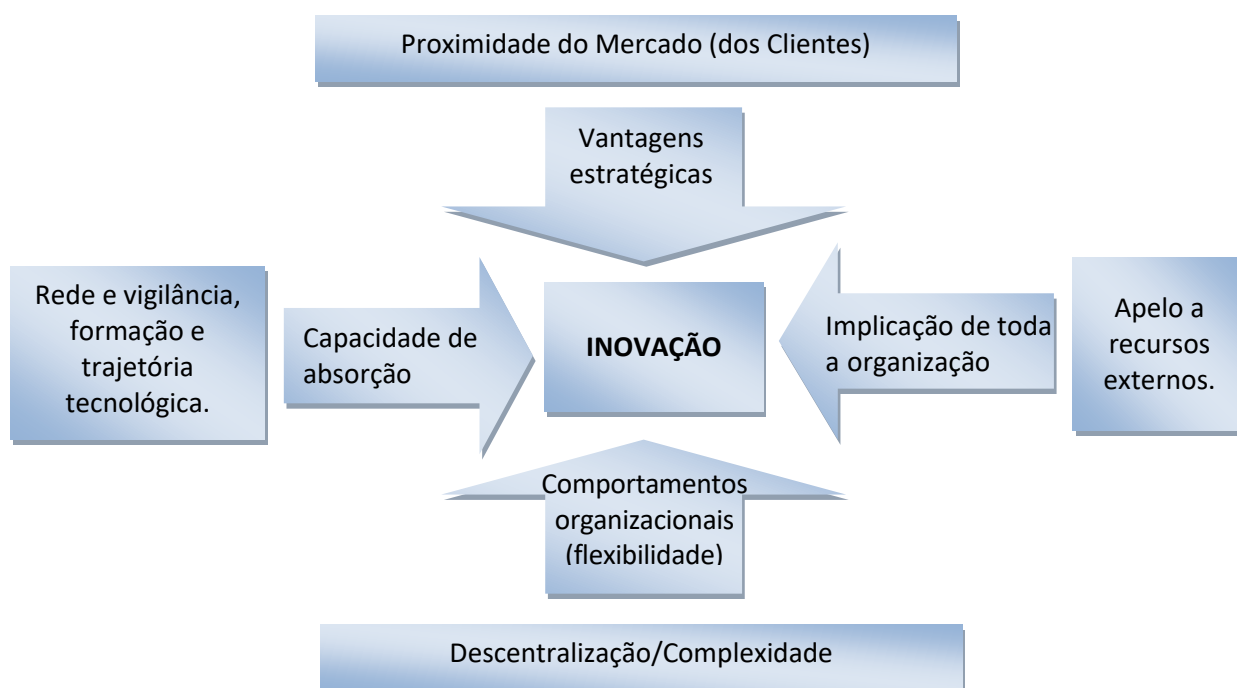 Proximidade do Mercado (dos Clientes)
Vantagens
estratégicas
Rede e vigilância,
formação e
trajetória
tecnológica.
Capacidade de
absorção
INOVAÇÃO
Implicação de toda
a organização
Apelo a
recursos
externos.
Comportamentos
organizacionais
(flexibilidade)
Descentralização/Complexidade